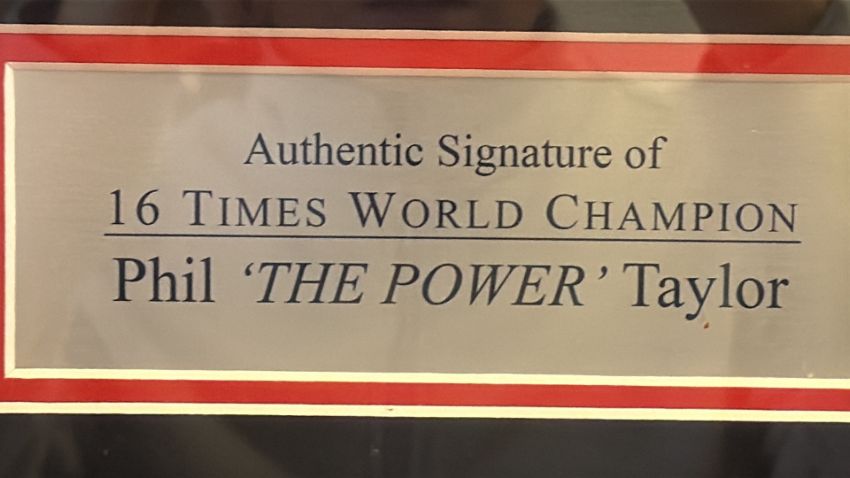 Authentic Signature of
16 TIMES WORLD CHAMPION
Phil ‘THE POWER’ Taylor